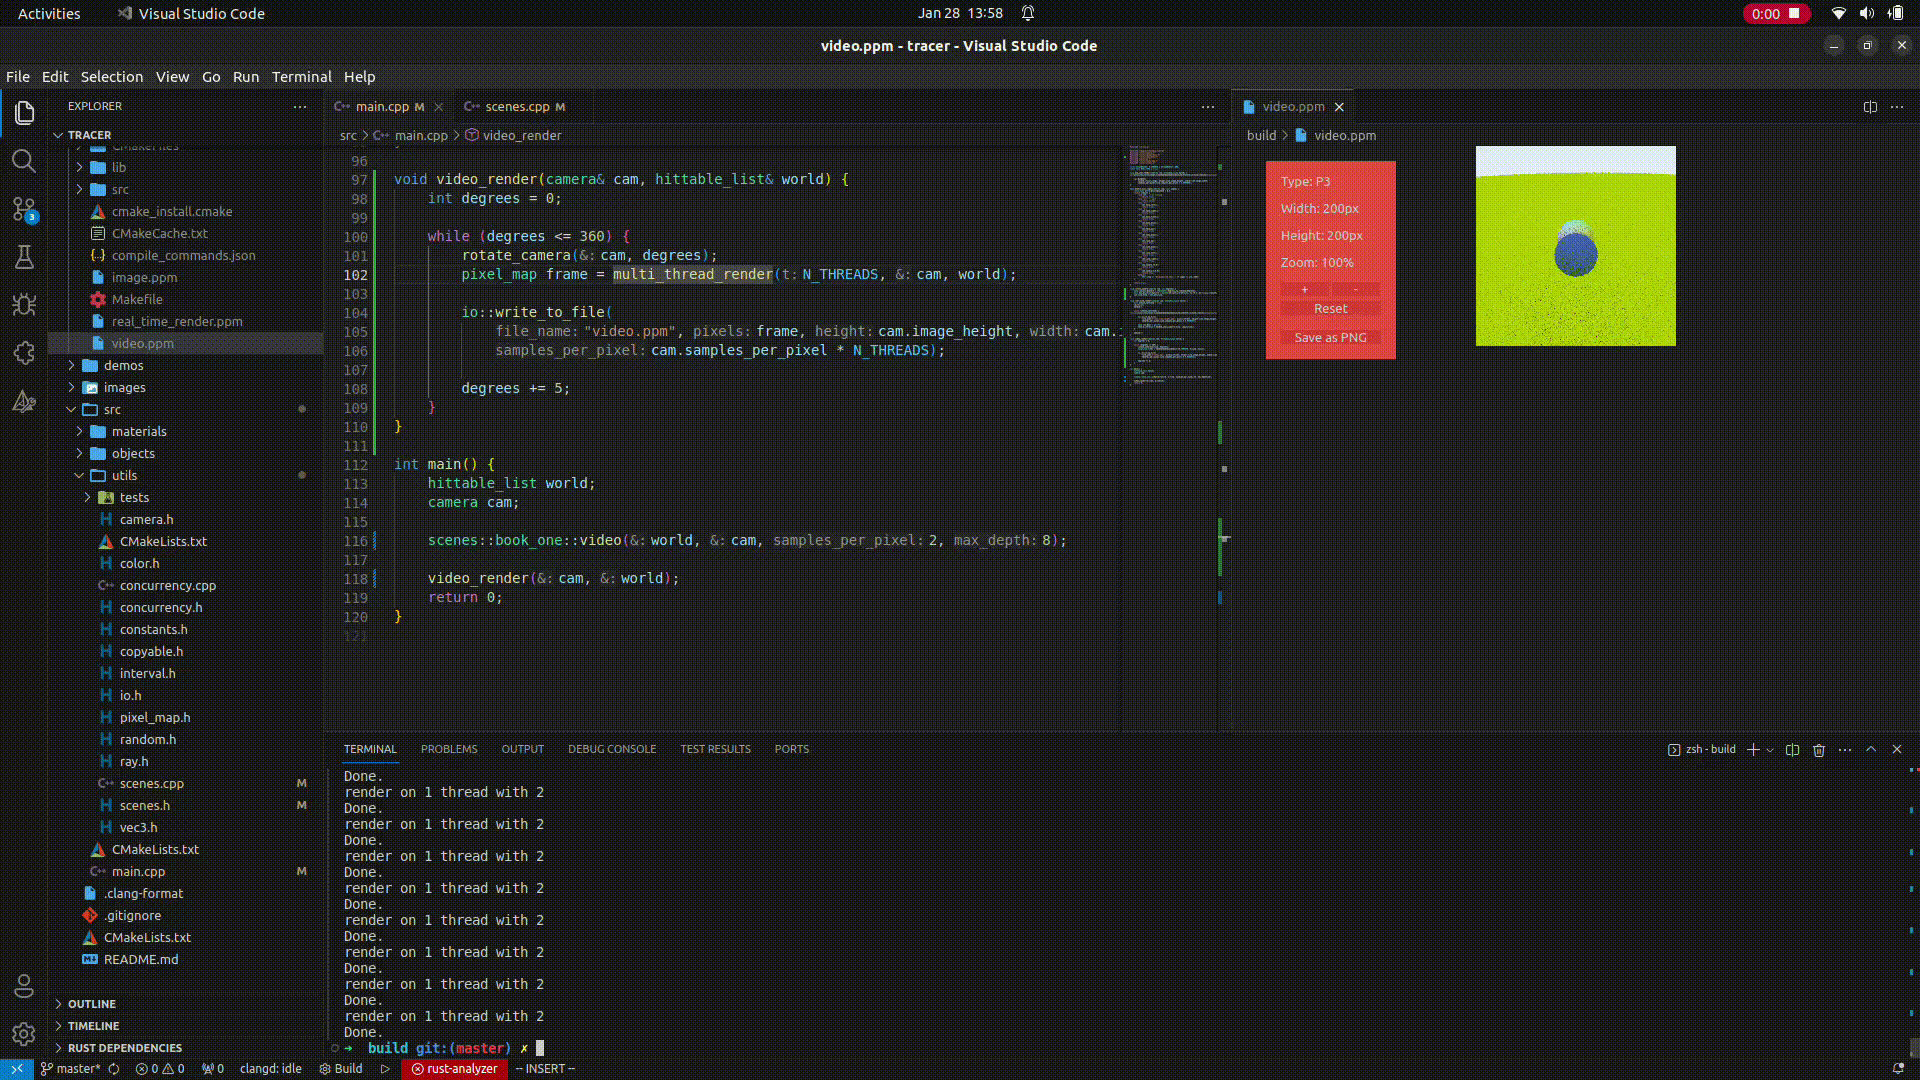 Activities
Visual Studio Code
Jan 28 13:58
0:00
video.ppm - tracer - Visual Studio Code
File Edit Selection View Go Run Terminal Help
EXPLORER
TRACER
CMakeFiles
lib
src
cmake_install.cmake
CMakeCache.txt
compile_commands.json
image.ppm
Makefile
real_time_render.ppm
video.ppm
demos
images
src
materials
objects
utils
tests
camera.h
CMakeLists.txt
color.h
concurrency.cpp
concurrency.h
constants.h
copyable.h
interval.h
io.h
pixel_map.h
random.h
ray.h
scenes.cpp M
scenes.h M
vec3.h
CMakeLists.txt
main.cpp M
.clang-format
.gitignore
CMakeLists.txt
README.md
OUTLINE
TIMELINE
RUST DEPENDENCIES
3
main.cpp M
scenes.cpp M
src > main.cpp > video_render
96
97 void video_render(camera& cam, hittable_list& world) {
98 int degrees = 0;
99
100 while (degrees <= 360) {
101 rotate_camera(&: cam, degrees);
102 pixel_map frame = multi_thread_render(t: N_THREADS, &: cam, world);
103
104 io::write_to_file(
105 file_name: "video.ppm", pixels: frame, height: cam.image_height, width: cam.
106 samples_per_pixel: cam.samples_per_pixel * N_THREADS);
107
108 degrees += 5;
109 }
110 }
111
112 int main() {
113 hittable_list world;
114 camera cam;
115
116 scenes::book_one::video(&: world, &: cam, samples_per_pixel: 2, max_depth: 8);
117
118 video_render(&: cam, &: world);
119 return 0;
120 }
121
video.ppm
build > video.ppm
Type: P3
Width: 200px
Height: 200px
Zoom: 100%
+ -
Reset
Save as PNG
TERMINAL PROBLEMS OUTPUT DEBUG CONSOLE TEST RESULTS PORTS
zsh - build
Done.
render on 1 thread with 2
Done.
render on 1 thread with 2
Done.
render on 1 thread with 2
Done.
render on 1 thread with 2
Done.
render on 1 thread with 2
Done.
render on 1 thread with 2
Done.
render on 1 thread with 2
Done.
render on 1 thread with 2
Done.
➜ build git:(master) ✗
master* 0 0 0 clangd: idle Build rust-analyzer -- INSERT --